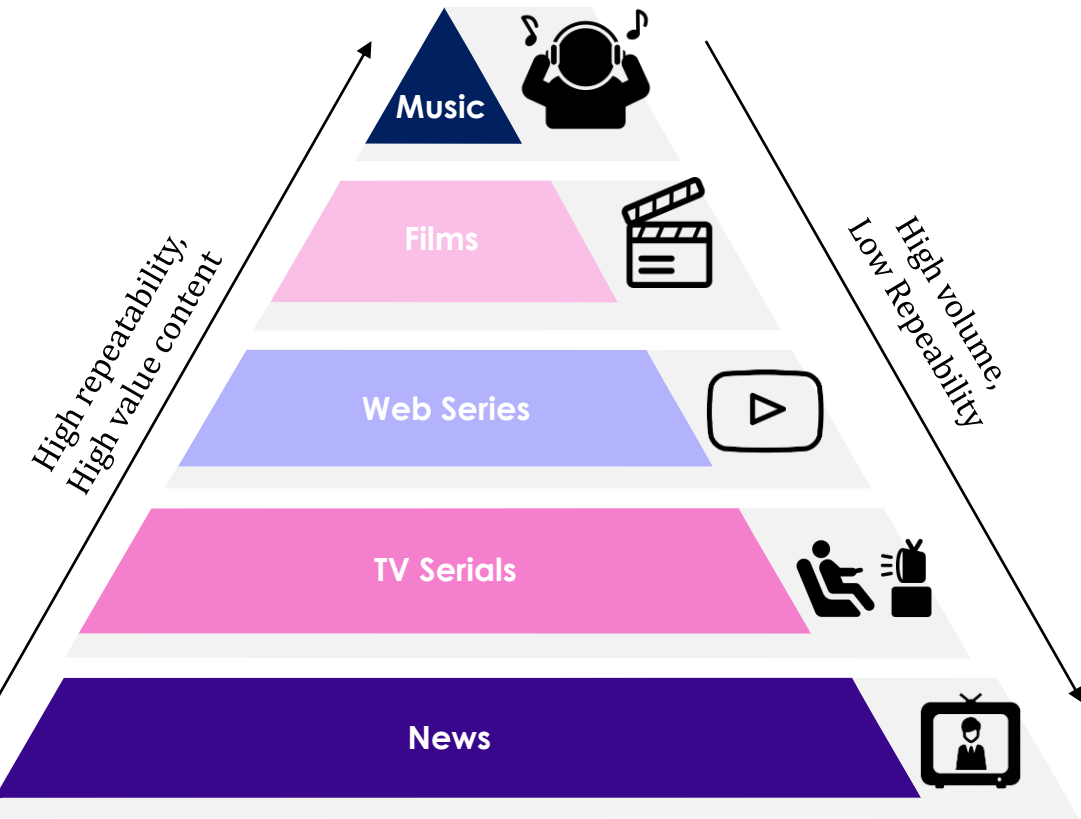 Music
Films
High repeatability,
High value content
High volume,
Low Repeability
Web Series
TV Serials
News